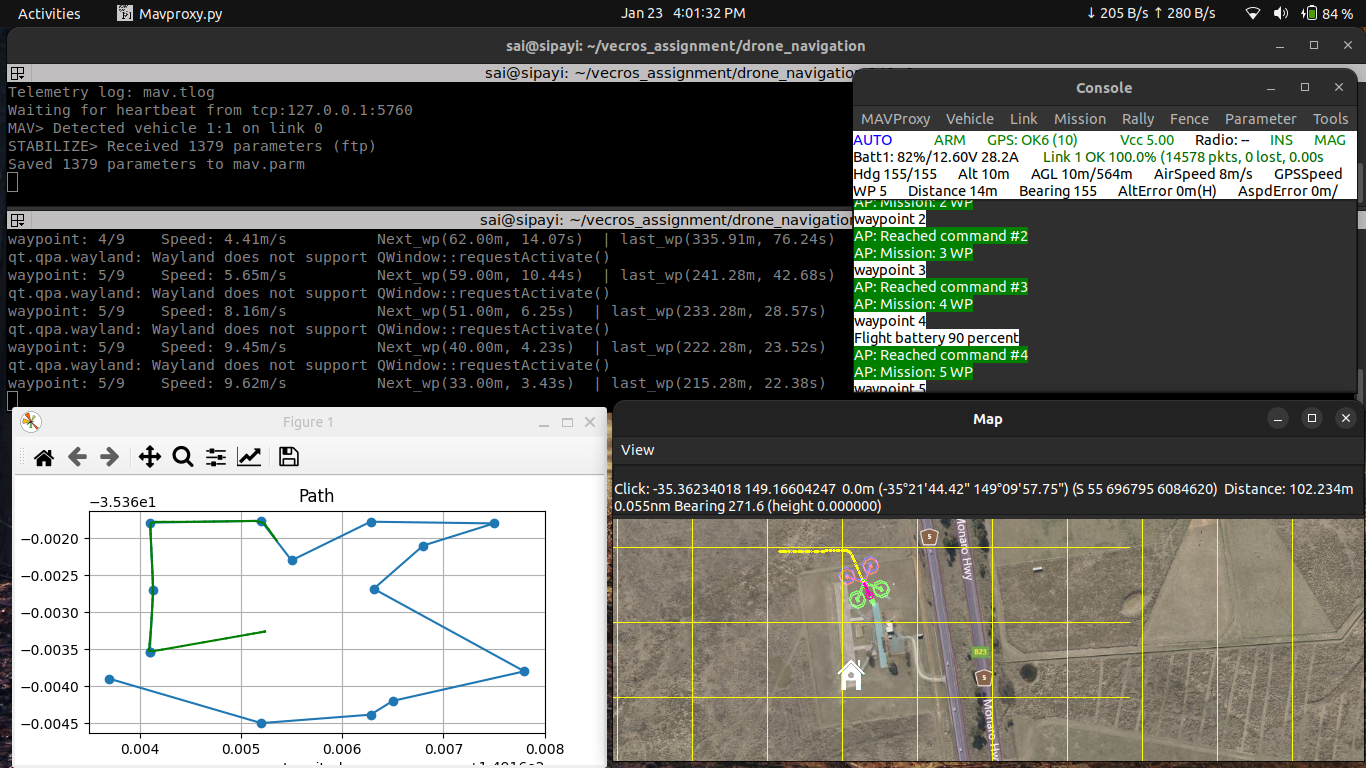 Activities
Mavproxy.py
Jan 23 4:01:32 PM
↓ 205 B/s ↑ 280 B/s
84 %
sai@sipayi: ~/vecros_assignment/drone_navigation
sai@sipayi: ~/vecros_assignment/drone_navigation
Telemetry log: mav.tlog
Waiting for heartbeat from tcp:127.0.0.1:5760
MAV> Detected vehicle 1:1 on link 0
STABILIZE> Received 1379 parameters (ftp)
Saved 1379 parameters to mav.parm
sai@sipayi: ~/vecros_assignment/drone_navigation
waypoint: 4/9 Speed: 4.41m/s Next_wp(62.00m, 14.07s) | last_wp(335.91m, 76.24s)
qt.qpa.wayland: Wayland does not support QWindow::requestActivate()
waypoint: 5/9 Speed: 5.65m/s Next_wp(59.00m, 10.44s) | last_wp(241.28m, 42.68s)
qt.qpa.wayland: Wayland does not support QWindow::requestActivate()
waypoint: 5/9 Speed: 8.16m/s Next_wp(51.00m, 6.25s) | last_wp(233.28m, 28.57s)
qt.qpa.wayland: Wayland does not support QWindow::requestActivate()
waypoint: 5/9 Speed: 9.45m/s Next_wp(40.00m, 4.23s) | last_wp(222.28m, 23.52s)
qt.qpa.wayland: Wayland does not support QWindow::requestActivate()
waypoint: 5/9 Speed: 9.62m/s Next_wp(33.00m, 3.43s) | last_wp(215.28m, 22.38s)
Console
MAVProxy Vehicle Link Mission Rally Fence Parameter Tools
AUTO ARM GPS: OK6 (10) Vcc 5.00 Radio: -- INS MAG
Batt1: 82%/12.60V 28.2A Link 1 OK 100.0% (14578 pkts, 0 lost, 0.00s
Hdg 155/155 Alt 10m AGL 10m/564m AirSpeed 8m/s GPSSpeed
WP 5 Distance 14m Bearing 155 AltError 0m(H) AspdError 0m/
AP: Mission: 2 WP
waypoint 2
AP: Reached command #2
AP: Mission: 3 WP
waypoint 3
AP: Reached command #3
AP: Mission: 4 WP
waypoint 4
Flight battery 90 percent
AP: Reached command #4
AP: Mission: 5 WP
waypoint 5
Figure 1
−3.536e1
Path
−0.0020
−0.0025
−0.0030
−0.0035
−0.0040
−0.0045
0.004 0.005 0.006 0.007 0.008
Map
View
Click: -35.36234018 149.16604247 0.0m (-35°21'44.42" 149°09'57.75") (S 55 696795 6084620) Distance: 102.234m
0.055nm Bearing 271.6 (height 0.000000)
Monaro Hwy
Monaro Hwy
B23